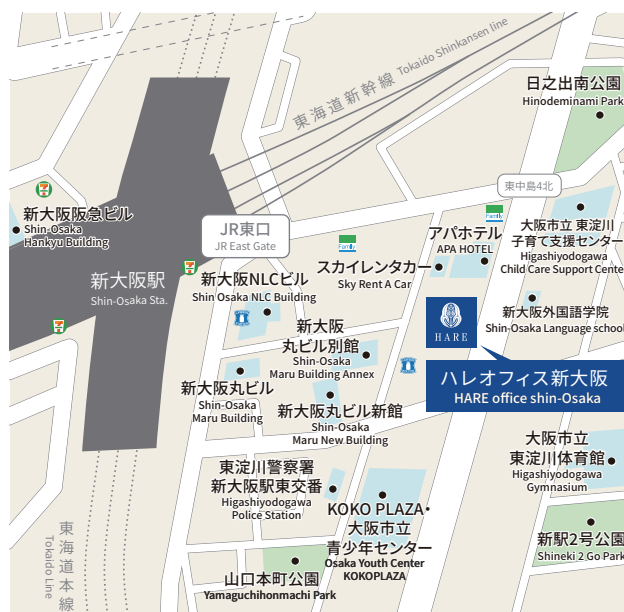 東海道新幹線 Tokaido Shinkansen line
日之出南公園
Hinodeminami Park
東中島4北
新大阪阪急ビル
Shin-Osaka
Hankyu Building
JR東口
JR East Gate
Family
Family
アパホテル
APA HOTEL
大阪市立 東淀川
子育て支援センター
Higashiyodogawa
Child Care Support Cente
新大阪駅
Shin-Osaka Sta.
スカイレンタカー
Sky Rent A Car
新大阪NLCビル
Shin Osaka NLC Building
新大阪外国語学院
Shin-Osaka Language school
新大阪
丸ビル別館
Shin-Osaka
Maru Building Annex
HARE
ハレオフィス新大阪
HARE office shin-Osaka
新大阪丸ビル
Shin-Osaka
Maru Building
新大阪丸ビル新館
Shin-Osaka
Maru New Building
大阪市立
東淀川体育館
Higashiyodogawa
Gymnasium
東淀川警察署
新大阪駅東交番
Higashiyodogawa
Police Station
KOKO PLAZA・
大阪市立
青少年センター
Osaka Youth Center
KOKOPLAZA
新駅2号公園
Shineki 2 Go Park
東海道本線
Tokaido Line
山口本町公園
Yamaguchihonmachi Park